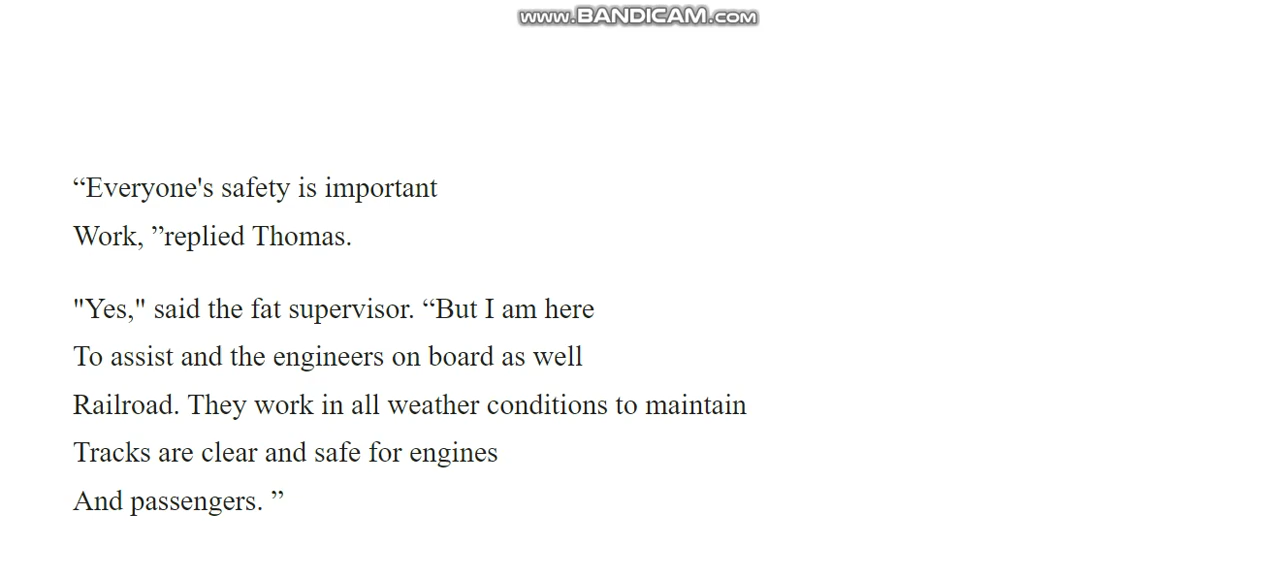 www.BANDICAM.com
“Everyone's safety is important
Work, ”replied Thomas.
"Yes," said the fat supervisor. “But I am here
To assist and the engineers on board as well
Railroad. They work in all weather conditions to maintain
Tracks are clear and safe for engines
And passengers. ”